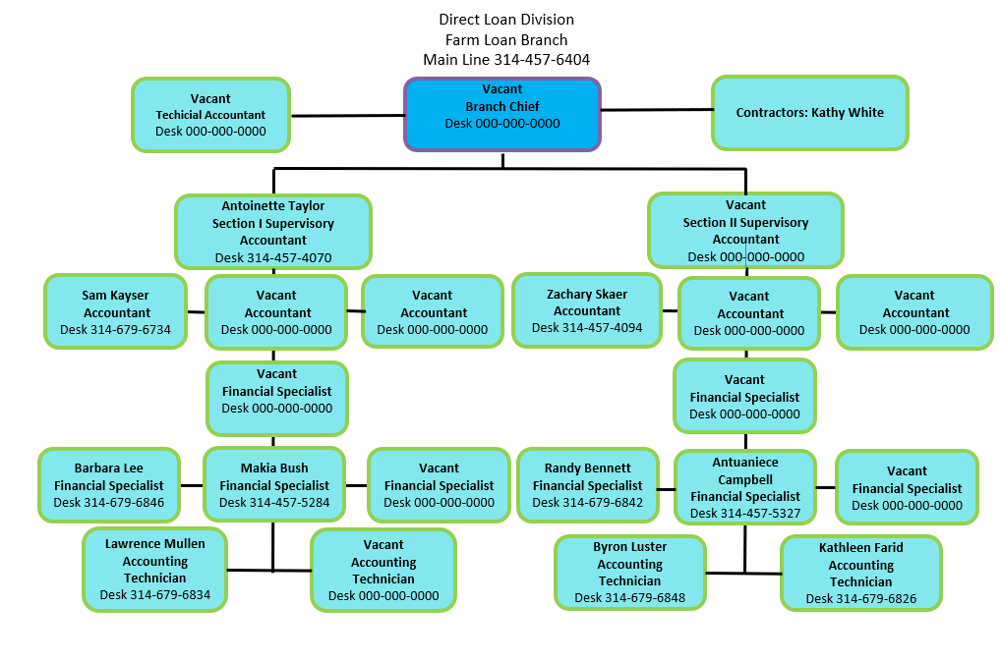 Direct Loan Division
Farm Loan Branch
Main Line 314-457-6404
Vacant
Techicial Accountant
Desk 000-000-0000
Vacant
Branch Chief
Desk 000-000-0000
Contractors: Kathy White
Antoinette Taylor
Section I Supervisory
Accountant
Desk 314-457-4070
Vacant
Section II Supervisory
Accountant
Desk 000-000-0000
Sam Kayser
Accountant
Desk 314-679-6734
Vacant
Accountant
Desk 000-000-0000
Vacant
Accountant
Desk 000-000-0000
Zachary Skaer
Accountant
Desk 314-457-4094
Vacant
Accountant
Desk 000-000-0000
Vacant
Accountant
Desk 000-000-0000
Vacant
Financial Specialist
Desk 000-000-0000
Vacant
Financial Specialist
Desk 000-000-0000
Barbara Lee
Financial Specialist
Desk 314-679-6846
Makia Bush
Financial Specialist
Desk 314-457-5284
Vacant
Financial Specialist
Desk 000-000-0000
Randy Bennett
Financial Specialist
Desk 314-679-6842
Antuaniece
Campbell
Financial Specialist
Desk 314-457-5327
Vacant
Financial Specialist
Desk 000-000-0000
Lawrence Mullen
Accounting
Technician
Desk 314-679-6834
Vacant
Accounting
Technician
Desk 000-000-0000
Byron Luster
Accounting
Technician
Desk 314-679-6848
Kathleen Farid
Accounting
Technician
Desk 314-679-6826